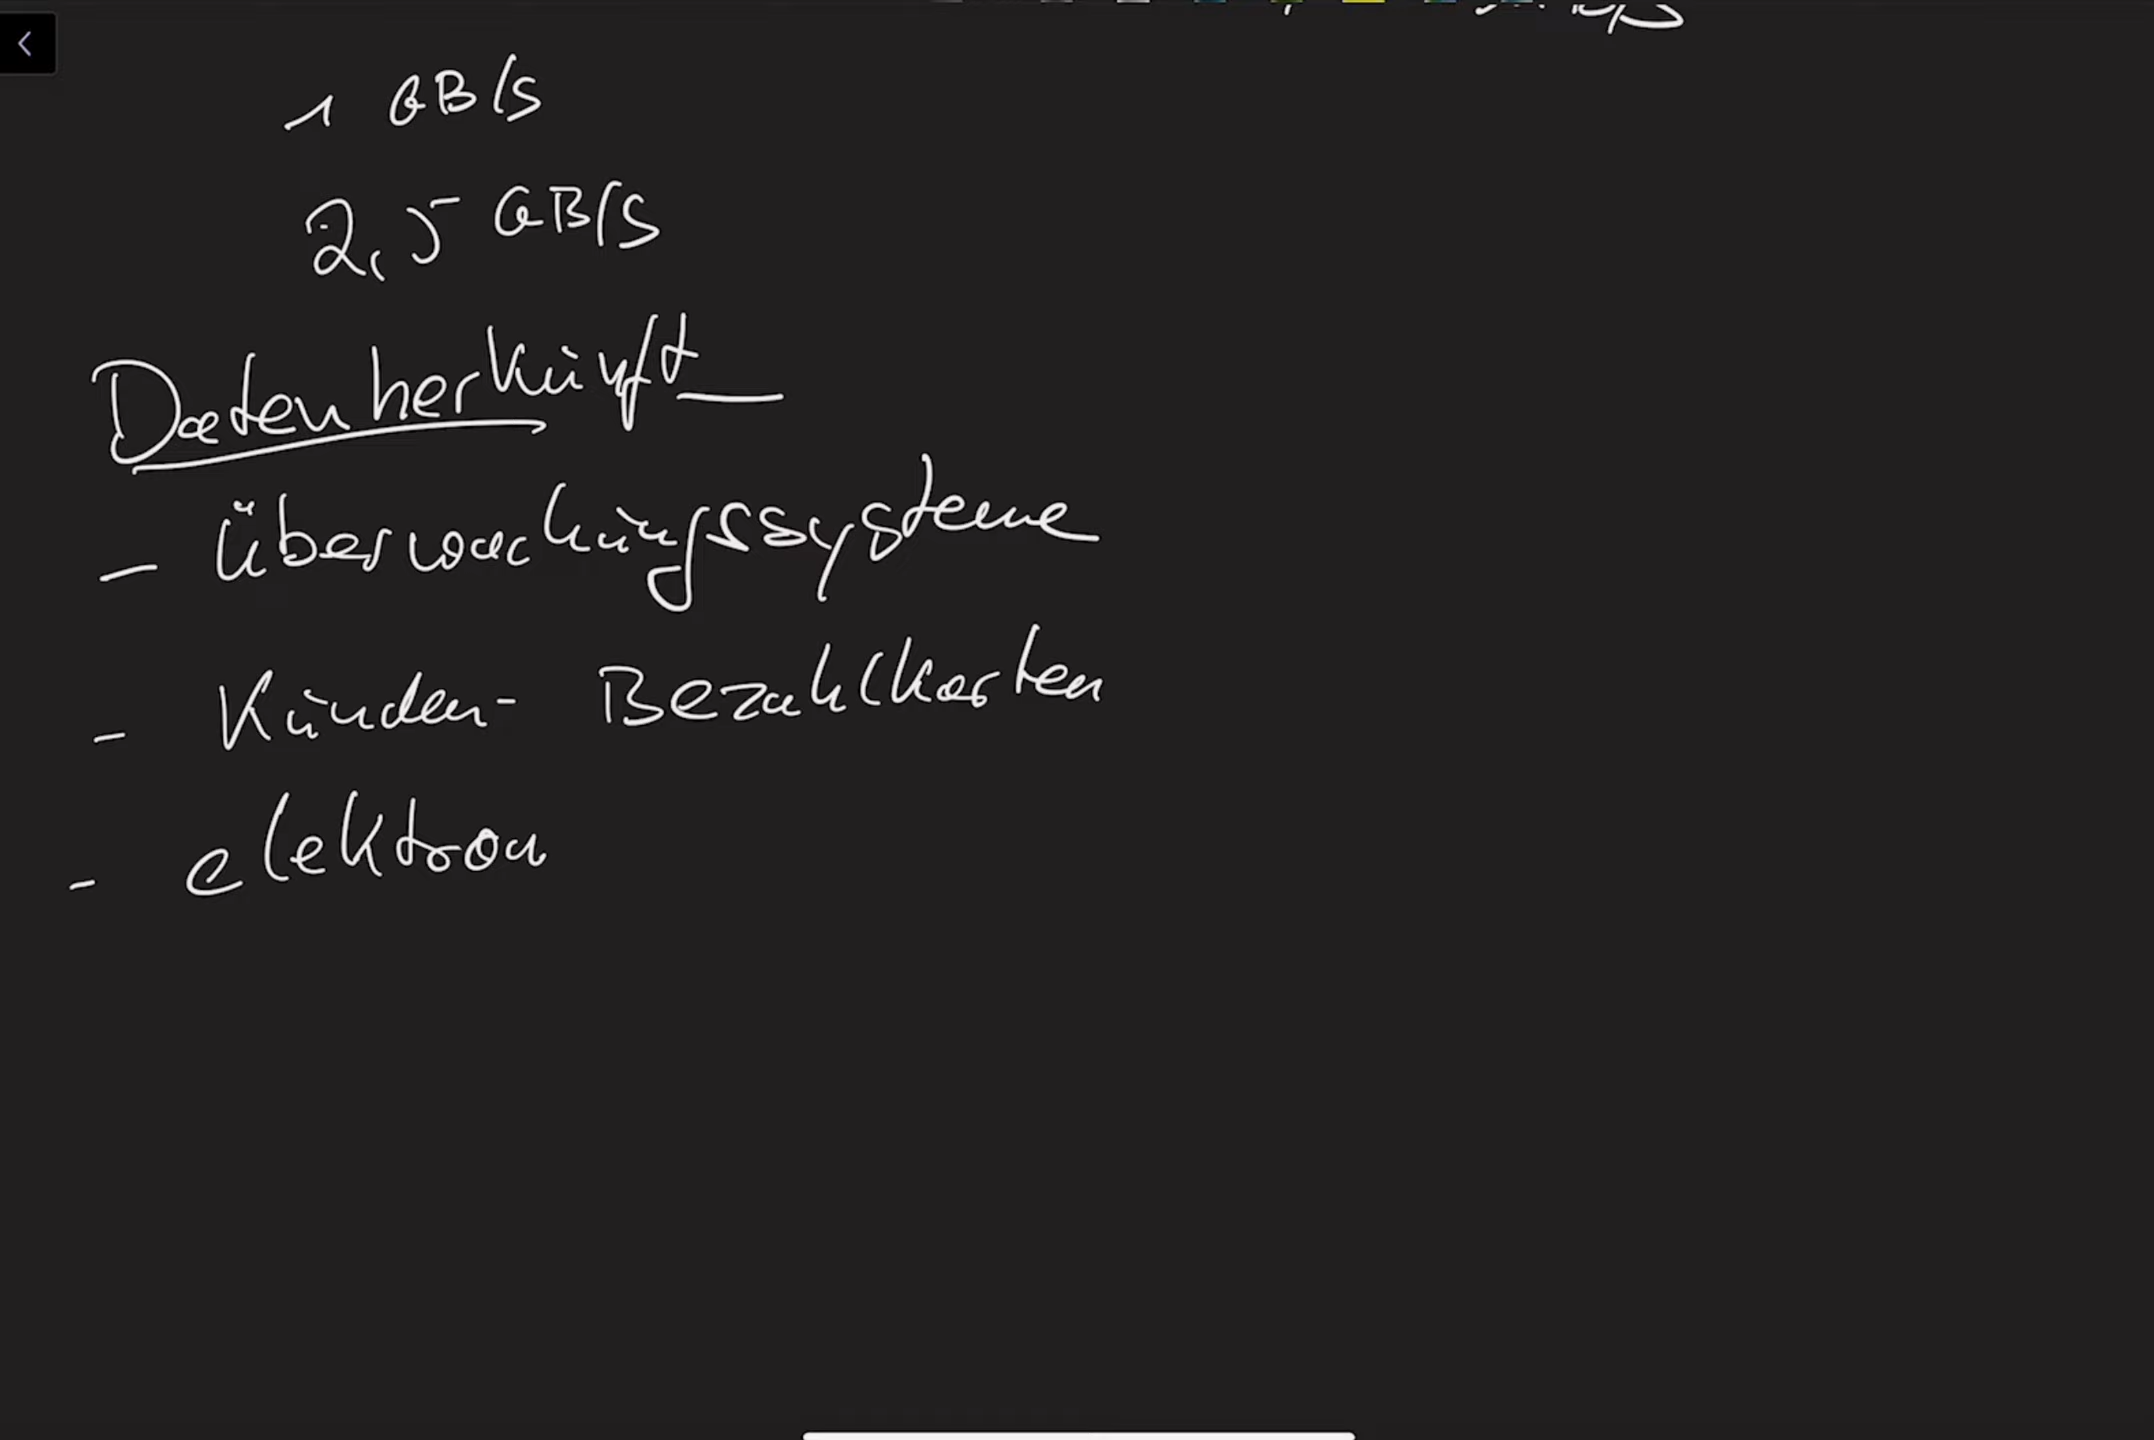 1 GB/s
2,5 GB/s
Datenherkunft
- Überwachungssysteme
- Kunden- Bezahlkarten
- elektron